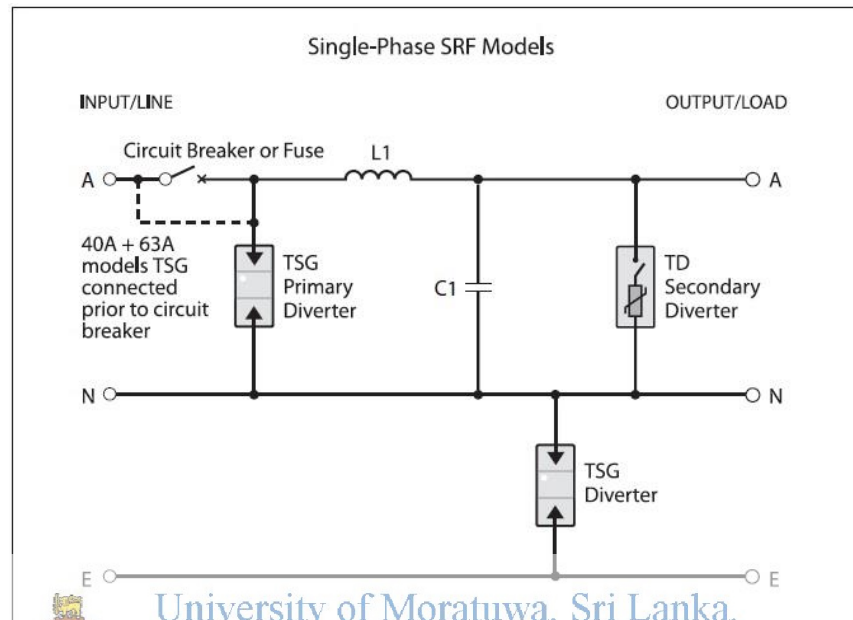 Single-Phase SRF Models
INPUT/LINE
OUTPUT/LOAD
Circuit Breaker or Fuse
L1
A
A
40A + 63A
models TSG
connected
prior to circuit
breaker
TSG
Primary
Diverter
C1
TD
Secondary
Diverter
N
N
TSG
Diverter
E
E
University of Moratuwa, Sri Lanka.